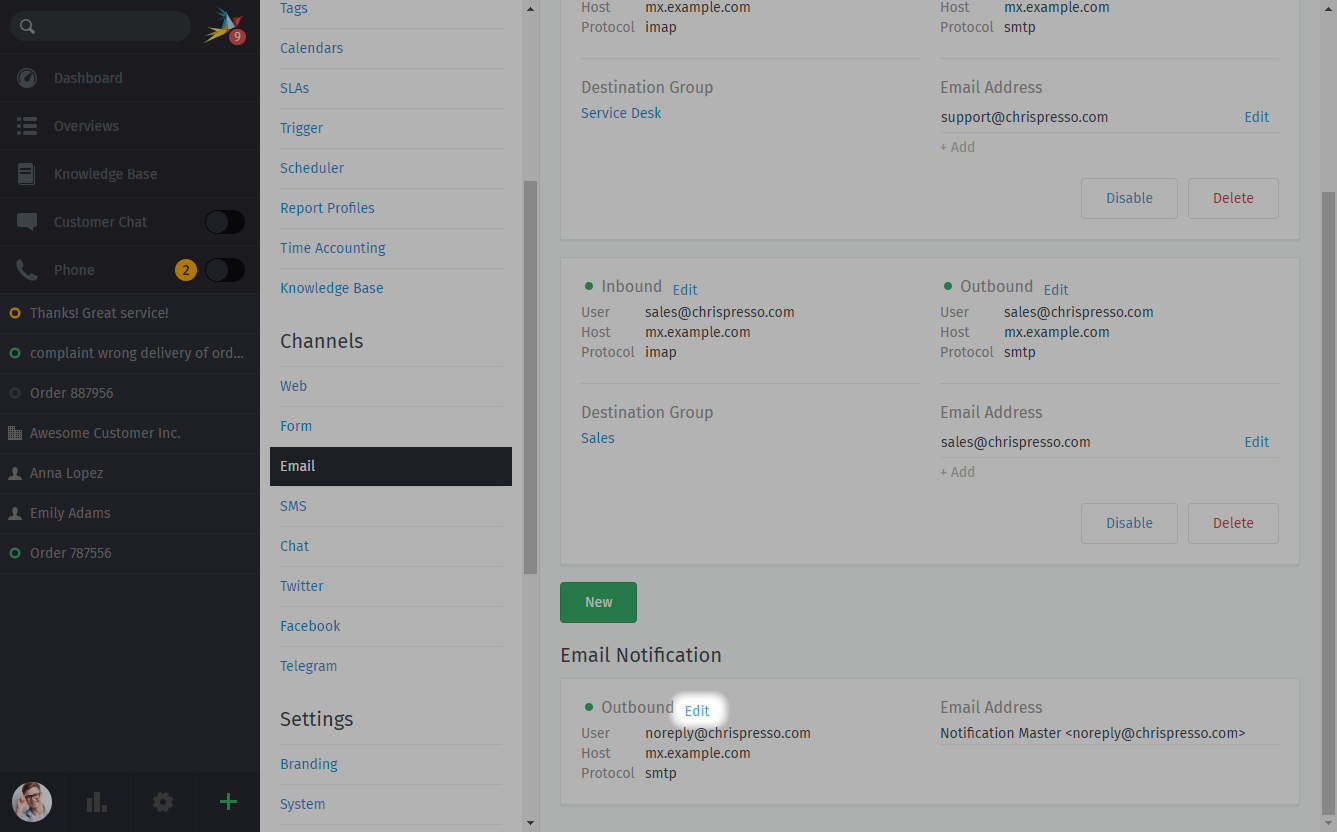 9
Dashboard
Overviews
Knowledge Base
Customer Chat
Phone 2
Thanks! Great service!
complaint wrong delivery of ord...
Order 887956
Awesome Customer Inc.
Anna Lopez
Emily Adams
Order 787556
Tags
Calendars
SLAs
Trigger
Scheduler
Report Profiles
Time Accounting
Knowledge Base
Channels
Web
Form
Email
SMS
Chat
Twitter
Facebook
Telegram
Settings
Branding
System
Host mx.example.com
Protocol imap
Host mx.example.com
Protocol smtp
Destination Group
Service Desk
Email Address
support@chrispresso.com Edit
+ Add
Disable Delete
Inbound Edit
User sales@chrispresso.com
Host mx.example.com
Protocol imap
Outbound Edit
User sales@chrispresso.com
Host mx.example.com
Protocol smtp
Destination Group
Sales
Email Address
sales@chrispresso.com Edit
+ Add
Disable Delete
New
Email Notification
Outbound Edit
User noreply@chrispresso.com
Host mx.example.com
Protocol smtp
Email Address
Notification Master <noreply@chrispresso.com>